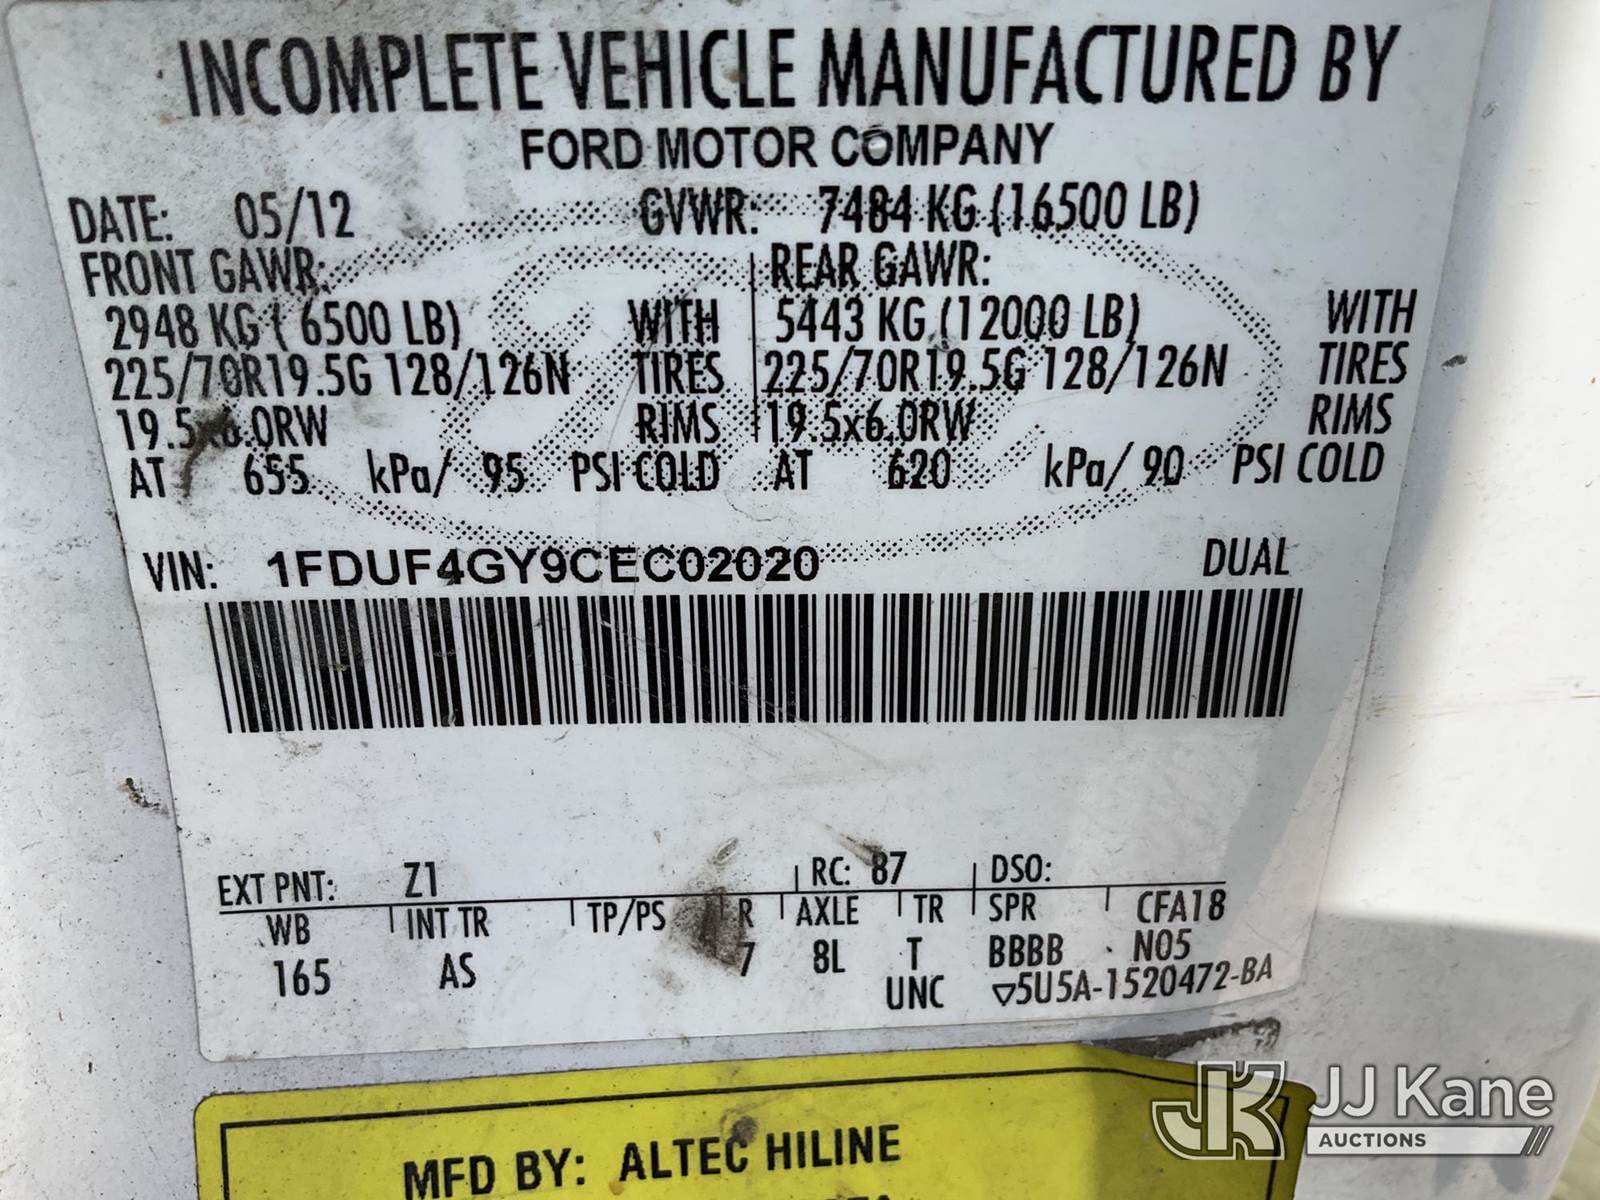 INCOMPLETE VEHICLE MANUFACTURED BY
FORD MOTOR COMPANY
DATE: 05/12 GVWR: 7484 KG (16500 LB)
FRONT GAWR: REAR GAWR:
2948 KG ( 6500 LB) WITH 5443 KG (12000 LB) WITH
225/70R19.5G 128/126N TIRES 225/70R19.5G 128/126N TIRES
19.5x6.0RW RIMS 19.5x6.0RW RIMS
AT 655 kPa/ 95 PSI COLD AT 620 kPa/ 90 PSI COLD
VIN: 1FDUF4GY9CEC02020 DUAL
EXT PNT: Z1 RC: 87 DSO:
WB INT TR TP/PS R AXLE TR SPR CFA18
165 AS 7 8L T BBBB N05
UNC ▽5U5A-1520472-BA
MFD BY: ALTEC HILINE
JK JJ Kane
AUCTIONS